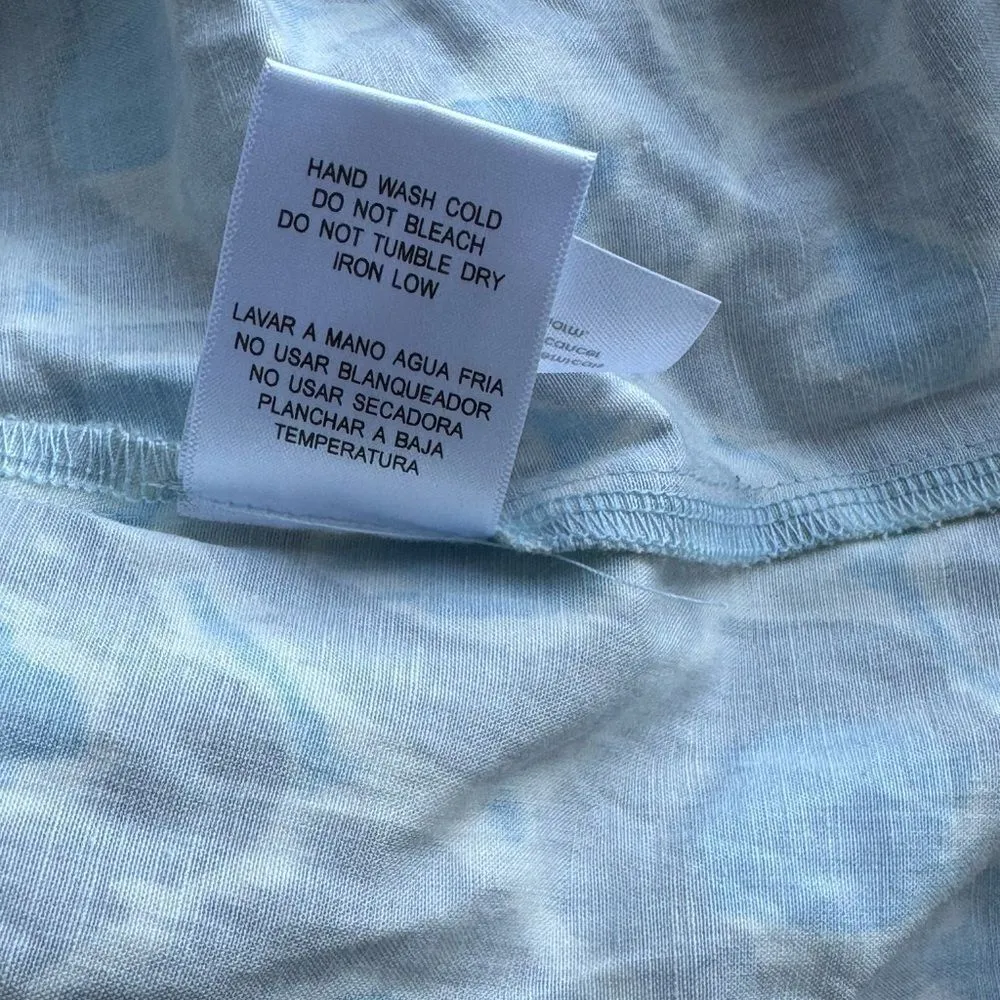 HAND WASH COLD
DO NOT BLEACH
DO NOT TUMBLE DRY
IRON LOW
LAVAR A MANO AGUA FRIA
NO USAR BLANQUEADOR
NO USAR SECADORA
PLANCHAR A BAJA
TEMPERATURA